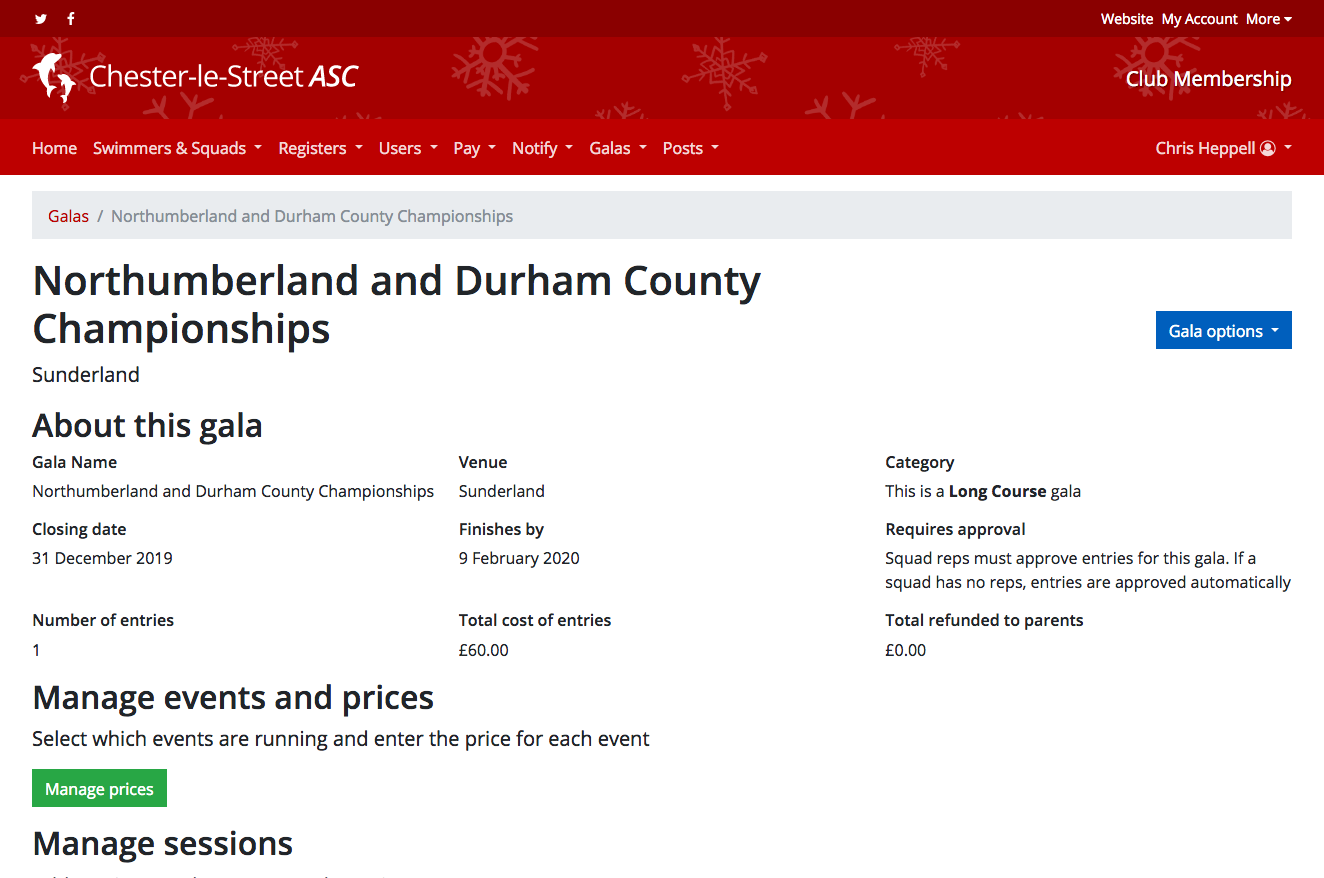 Website My Account More
Chester-le-Street ASC
Club Membership
Home Swimmers & Squads Registers Users Pay Notify Galas Posts Chris Heppell
Galas / Northumberland and Durham County Championships
Northumberland and Durham County
Championships
Gala options
Sunderland
About this gala
Gala Name Venue Category
Northumberland and Durham County Championships Sunderland This is a Long Course gala
Closing date Finishes by Requires approval
31 December 2019 9 February 2020 Squad reps must approve entries for this gala. If a
squad has no reps, entries are approved automatically
Number of entries Total cost of entries Total refunded to parents
1 £60.00 £0.00
Manage events and prices
Select which events are running and enter the price for each event
Manage prices
Manage sessions